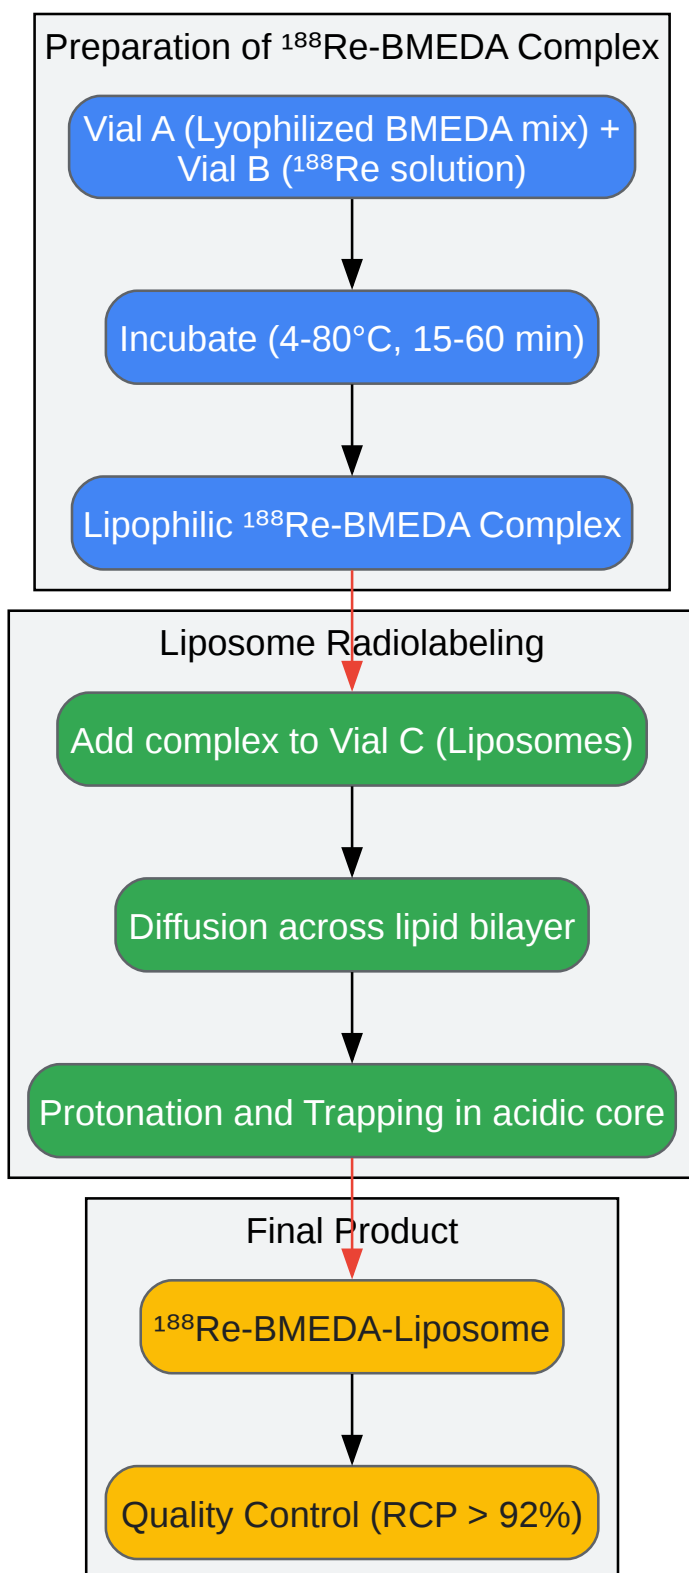 Preparation of ¹⁸⁸Re-BMEDA Complex
Vial A (Lyophilized BMEDA mix) +
Vial B (¹⁸⁸Re solution)
Incubate (4-80°C, 15-60 min)
Lipophilic ¹⁸⁸Re-BMEDA Complex
Liposome Radiolabeling
Add complex to Vial C (Liposomes)
Diffusion across lipid bilayer
Protonation and Trapping in acidic core
Final Product
¹⁸⁸Re-BMEDA-Liposome
Quality Control (RCP > 92%)